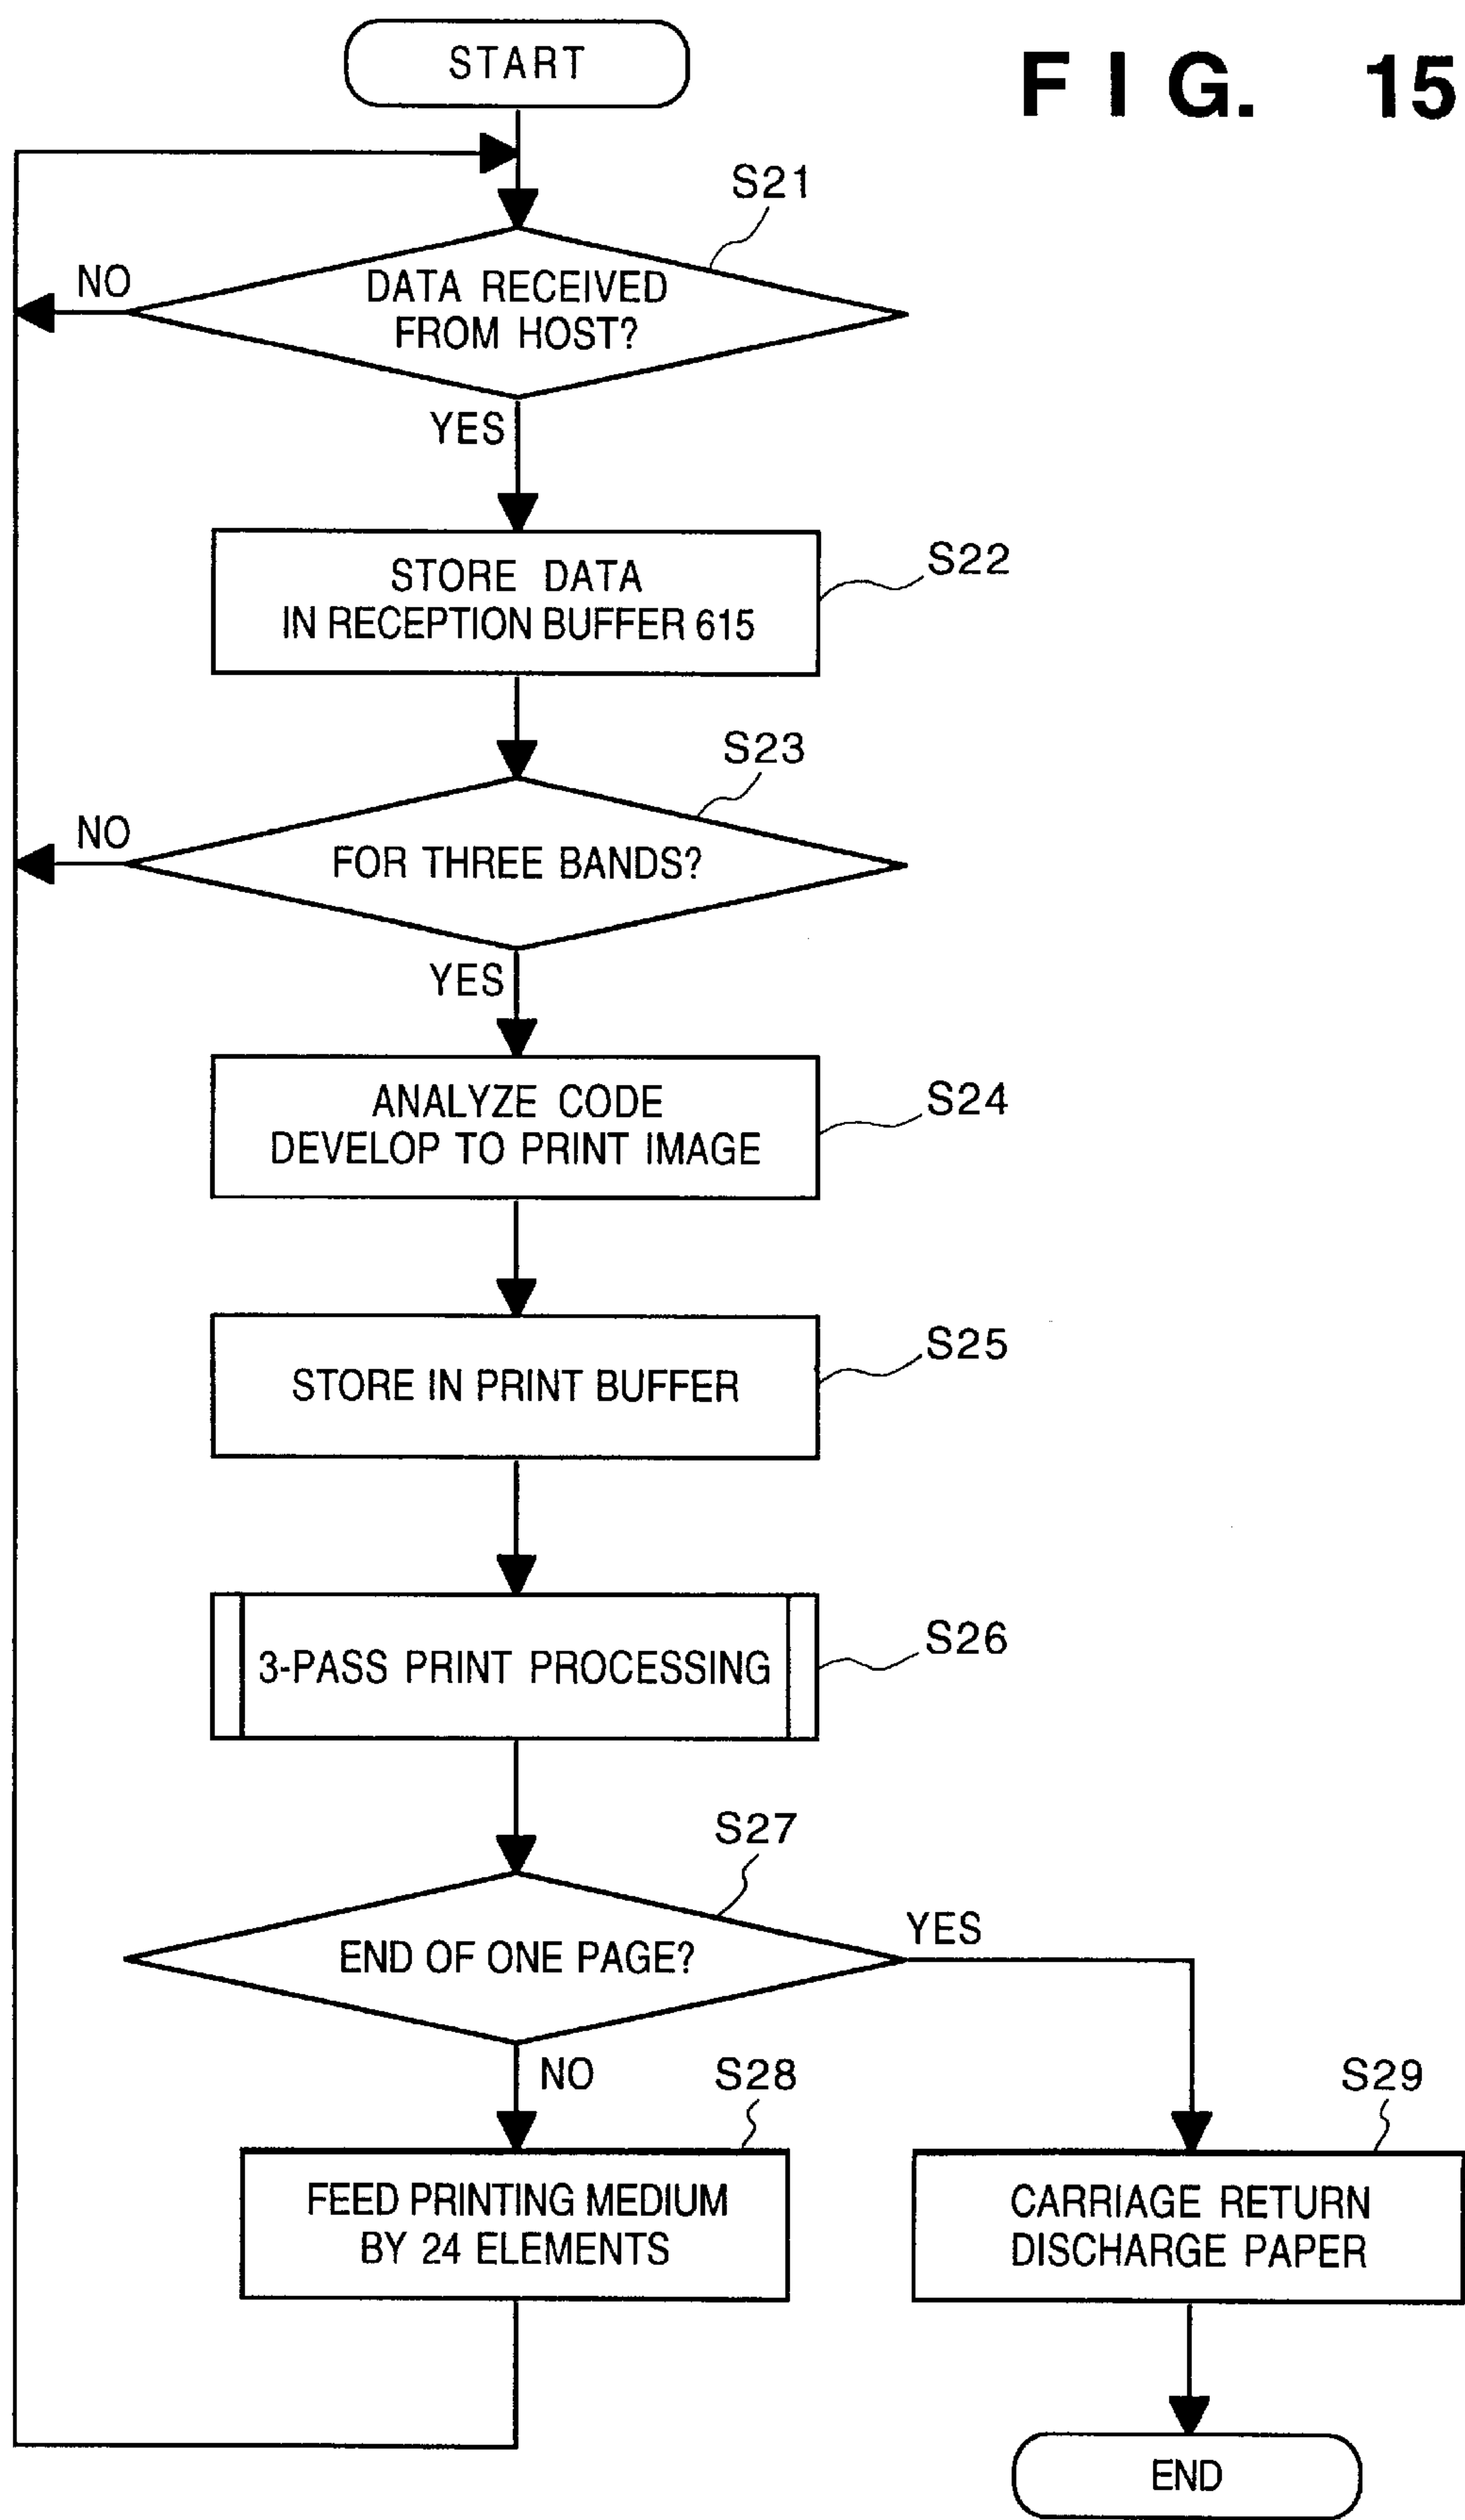 START
F I G. 15
S21
DATA RECEIVED
FROM HOST?
NO
YES
STORE DATA
IN RECEPTION BUFFER 615
S22
S23
FOR THREE BANDS?
NO
YES
ANALYZE CODE
DEVELOP TO PRINT IMAGE
S24
STORE IN PRINT BUFFER
S25
3-PASS PRINT PROCESSING
S26
S27
END OF ONE PAGE?
YES
NO
S28
FEED PRINTING MEDIUM
BY 24 ELEMENTS
S29
CARRIAGE RETURN
DISCHARGE PAPER
END